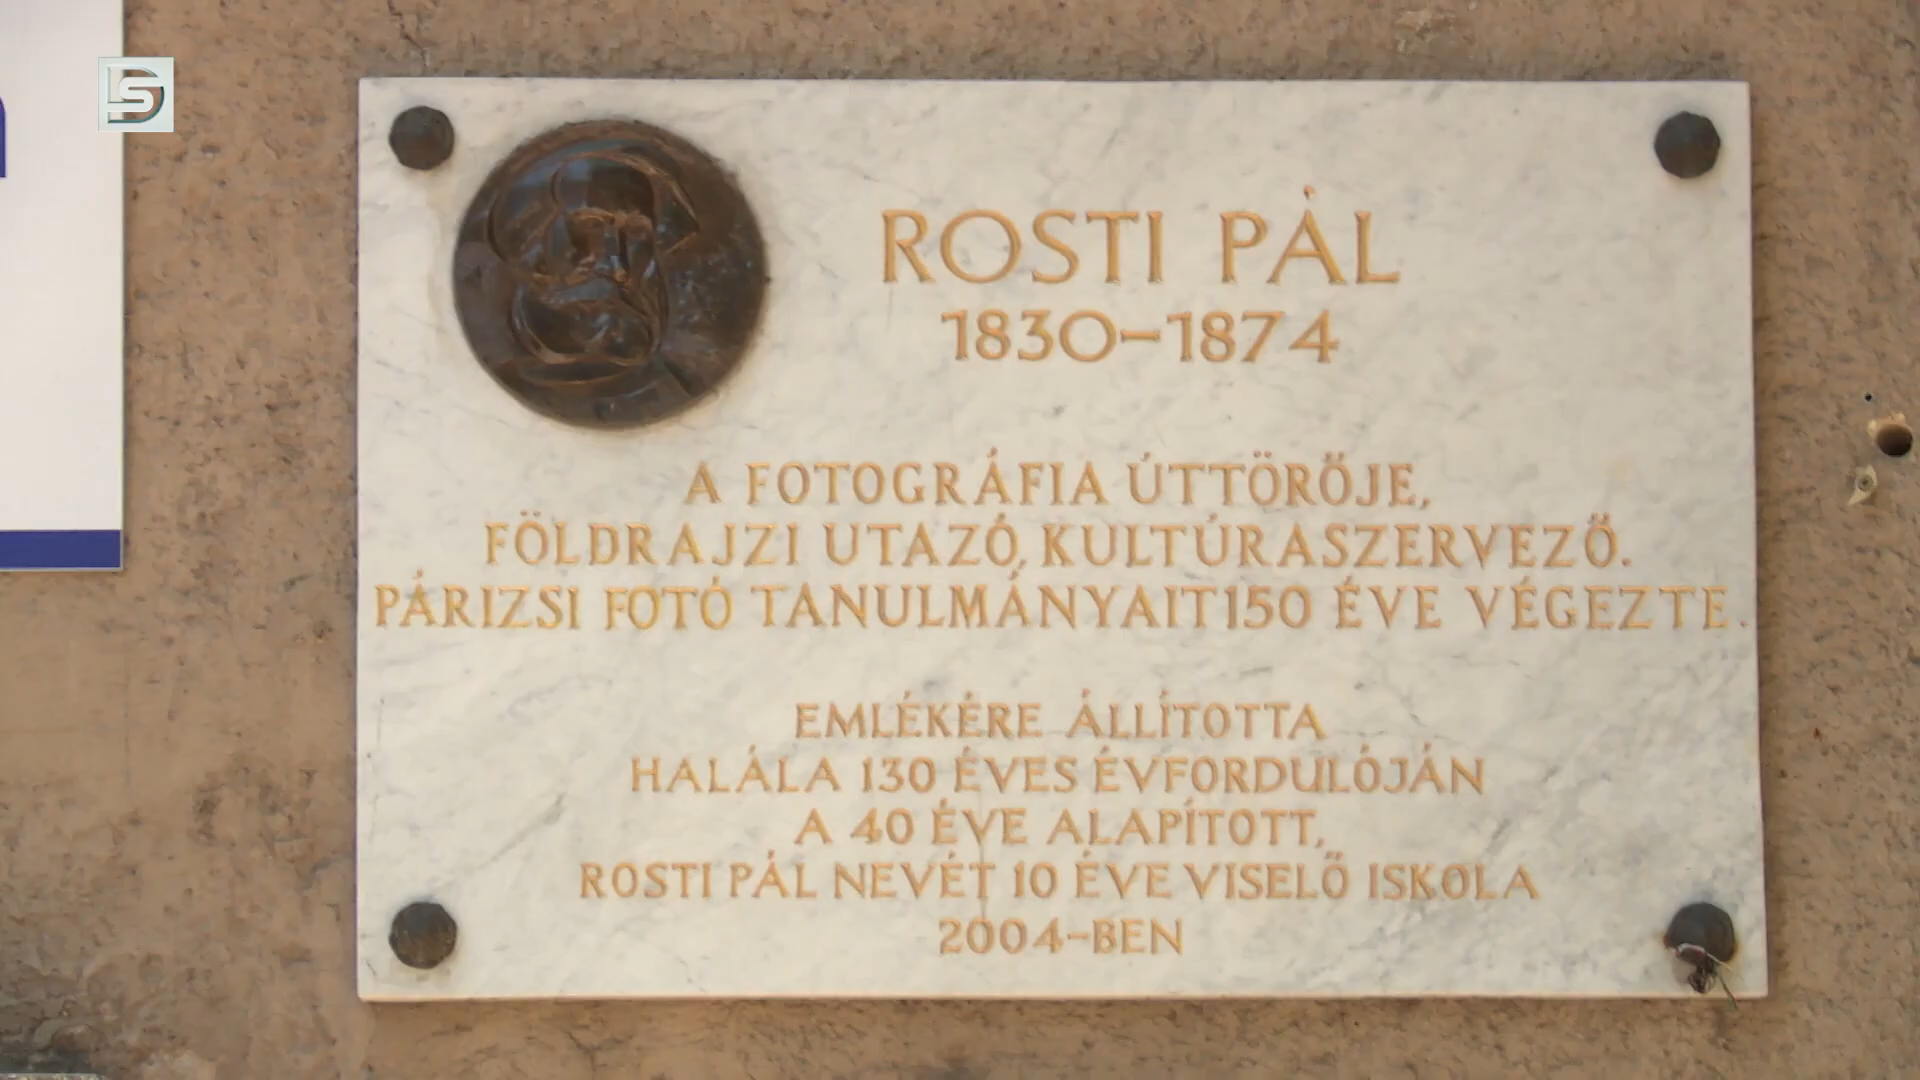 ROSTI PÁL
1830–1874
A FOTOGRÁFIA ÚTTÖRŐJE,
FÖLDRAJZI UTAZÓ, KULTÚRASZERVEZŐ.
PÁRIZSI FOTÓ TANULMÁNYAIT 150 ÉVE VÉGEZTE.
EMLÉKÉRE ÁLLÍTOTTA
HALÁLA 130 ÉVES ÉVFORDULÓJÁN
A 40 ÉVE ALAPÍTOTT,
ROSTI PÁL NEVÉT 10 ÉVE VISELŐ ISKOLA
2004-BEN